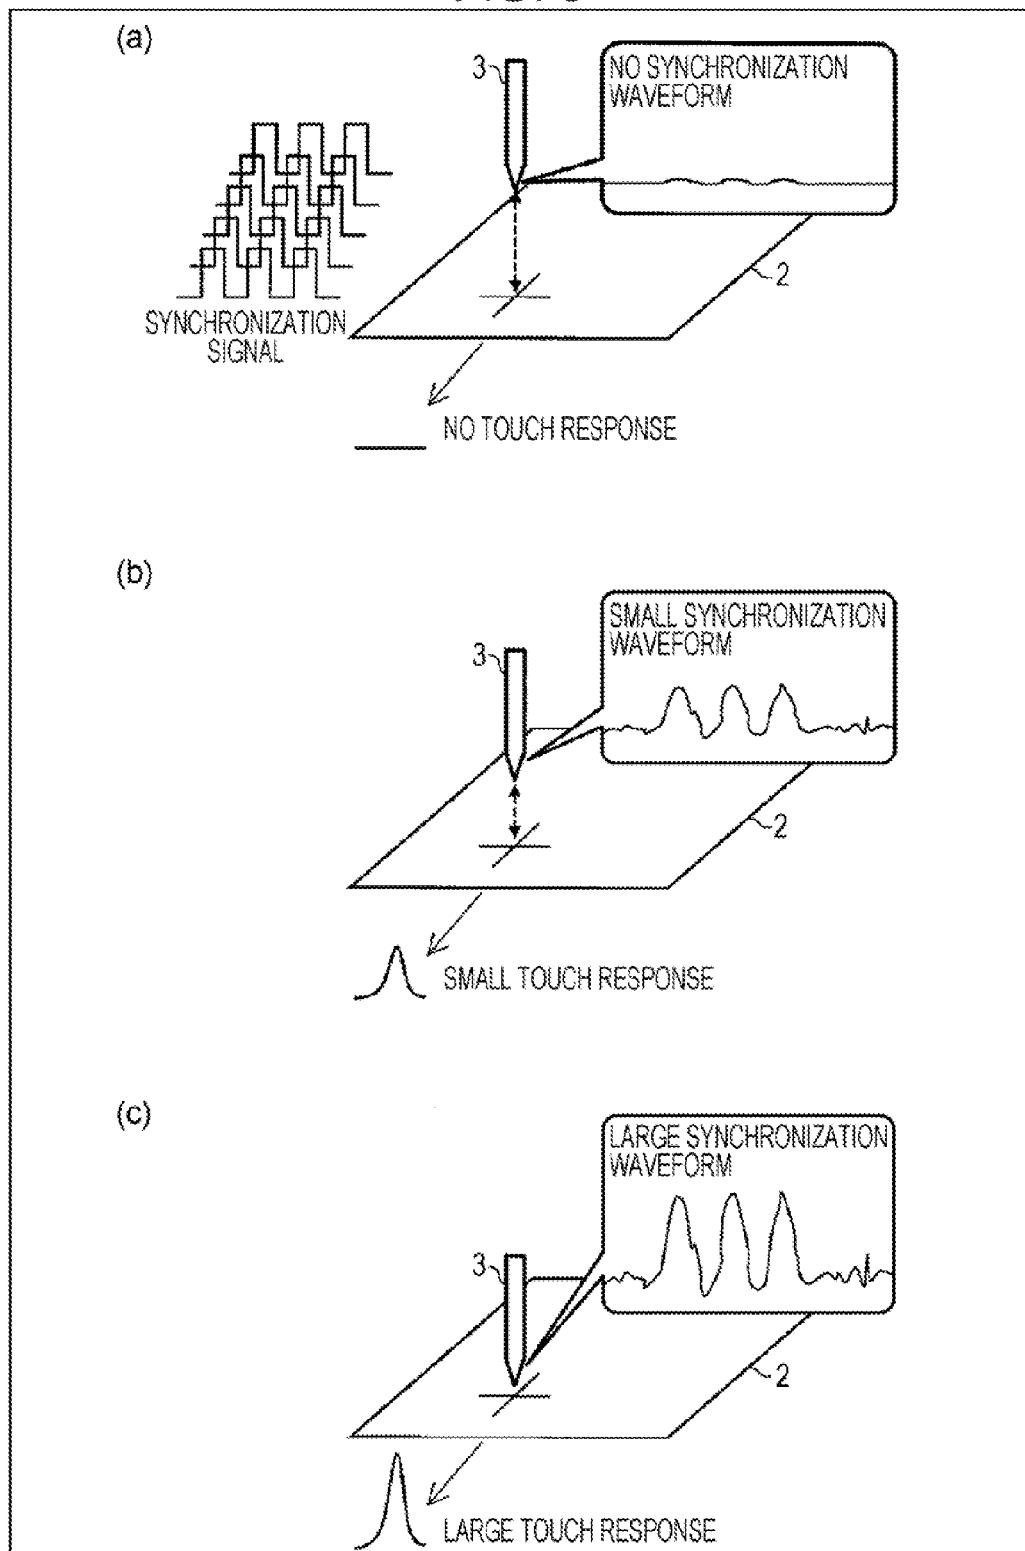 (a)
3
NO SYNCHRONIZATION
WAVEFORM
2
SYNCHRONIZATION
SIGNAL
NO TOUCH RESPONSE
(b)
3
SMALL SYNCHRONIZATION
WAVEFORM
2
SMALL TOUCH RESPONSE
(c)
3
LARGE SYNCHRONIZATION
WAVEFORM
2
LARGE TOUCH RESPONSE